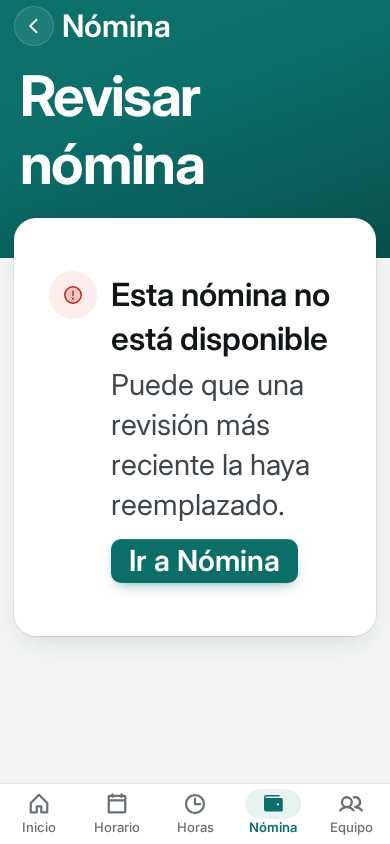 Nómina
Revisar
nómina
Esta nómina no
está disponible
Puede que una
revisión más
reciente la haya
reemplazado.
Ir a Nómina
Inicio
Horario
Horas
Nómina
Equipo